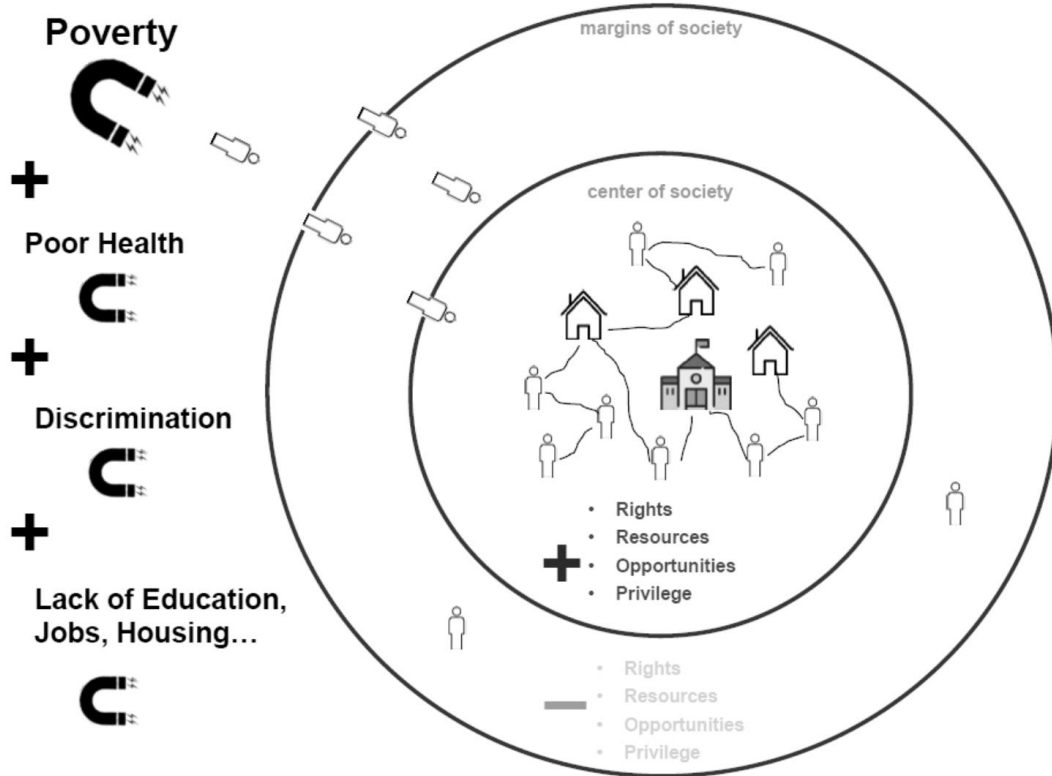 Poverty
+
Poor Health
+
Discrimination
+
Lack of Education,
Jobs, Housing…
margins of society
center of society
+
• Rights
• Resources
• Opportunities
• Privilege
−
• Rights
• Resources
• Opportunities
• Privilege